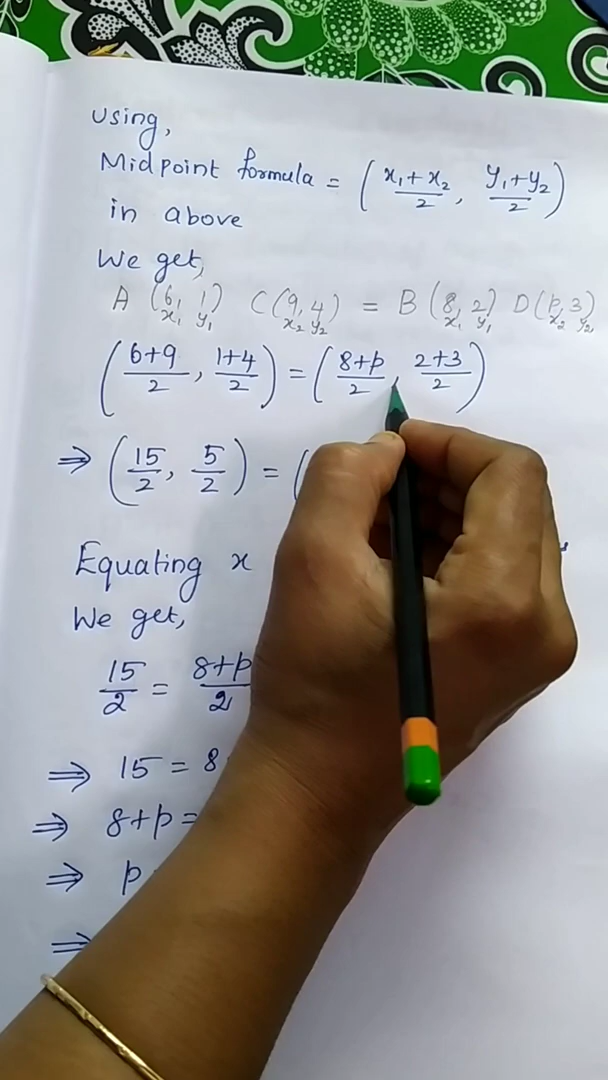 using,
Midpoint formula = ( x₁+x₂/2 , y₁+y₂/2 )
in above
We get,
A (6, 1) C(9, 4) = B (8, 2) D(p, 3)
x₁ y₁ x₂ y₂ x₁ y₁ x₂ y₂
( 6+9/2 , 1+4/2 ) = ( 8+p/2 , 2+3/2 )
⇒ ( 15/2 , 5/2 ) = (
Equating x
We get,
15/2 = 8+p/2
⇒ 15 = 8
⇒ 8+p =
⇒ p
⇒